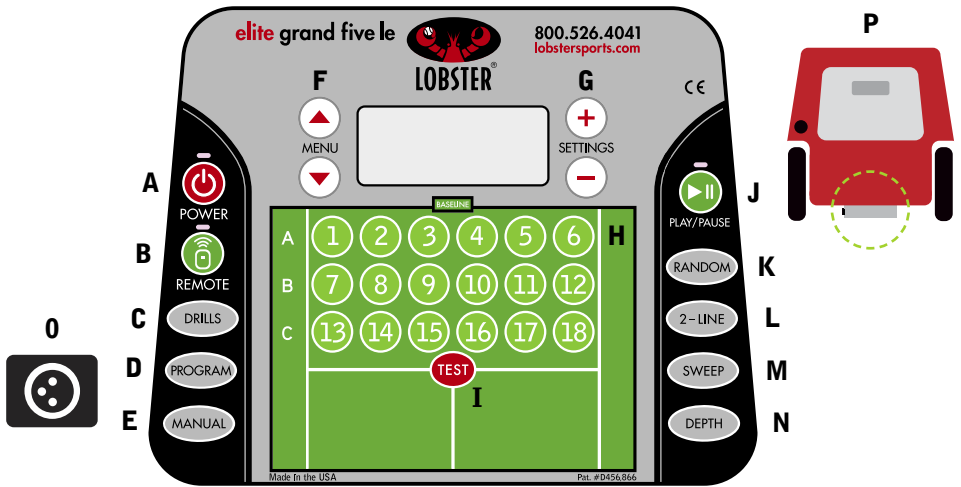 elite grand five le
LOBSTER®
800.526.4041
lobstersports.com
CE
P
F
MENU
G
SETTINGS
BASELINE
A
POWER
B
REMOTE
C
DRILLS
D
PROGRAM
E
MANUAL
O
A 1 2 3 4 5 6 H
B 7 8 9 10 11 12
C 13 14 15 16 17 18
TEST
I
J
PLAY/PAUSE
RANDOM K
2-LINE L
SWEEP M
DEPTH N
Made In the USA
Pat. #D456,866